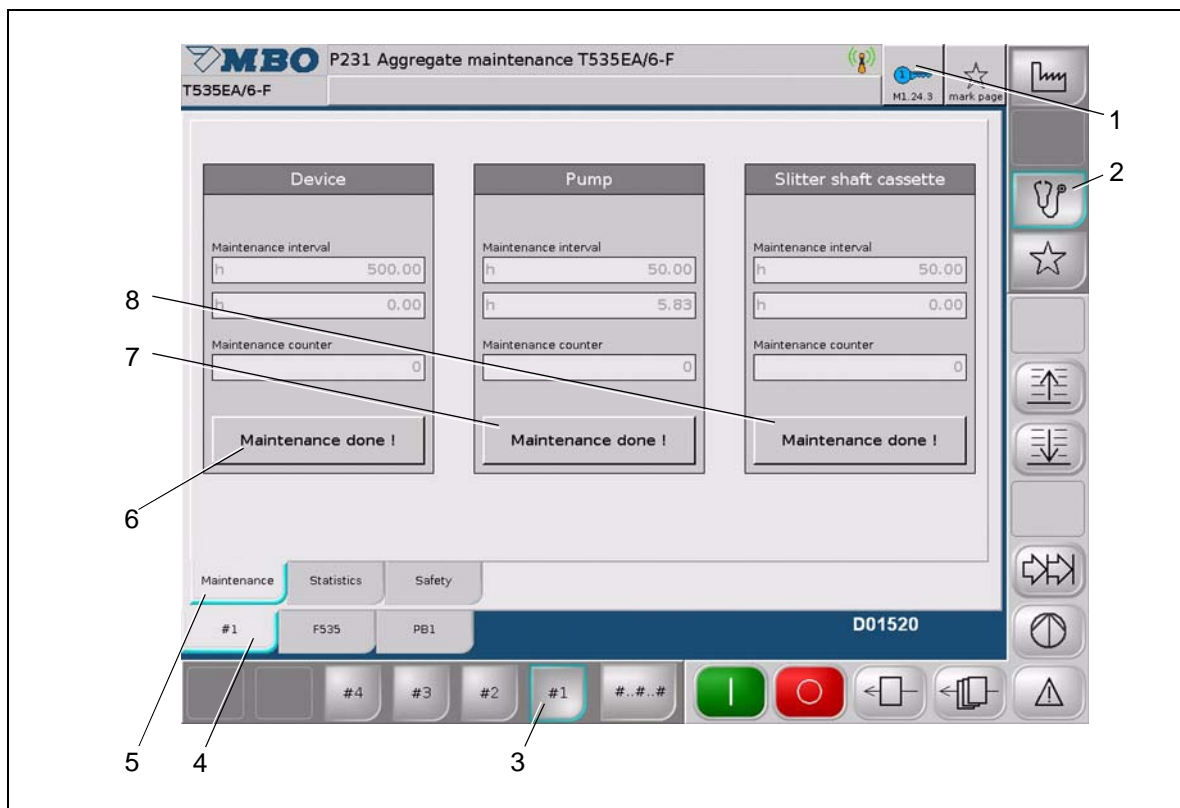 MBO P231 Aggregate maintenance T535EA/6-F
T535EA/6-F
M1.24.3 mark page
1
2
Device Pump Slitter shaft cassette
Maintenance interval Maintenance interval Maintenance interval
h 500.00 h 50.00 h 50.00
h 0.00 h 5.83 h 0.00
8
Maintenance counter Maintenance counter Maintenance counter
7
0 0 0
Maintenance done ! Maintenance done ! Maintenance done !
6
Maintenance Statistics Safety
#1 F535 PB1 D01520
#4 #3 #2 #1 #..#..#
5 4 3